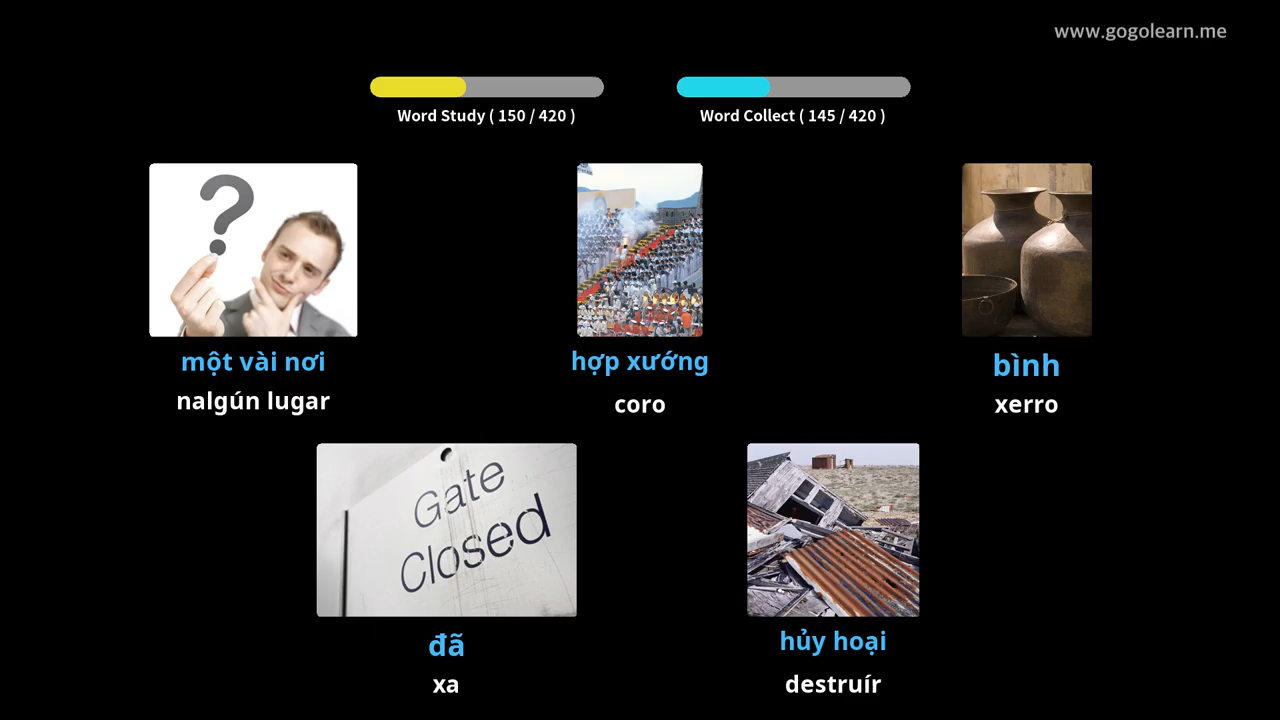 www.gogolearn.me
Word Study ( 150 / 420 )
Word Collect ( 145 / 420 )
một vài nơi
nalgún lugar
hợp xướng
coro
bình
xerro
Gate
Closed
đã
xa
hủy hoại
destruír